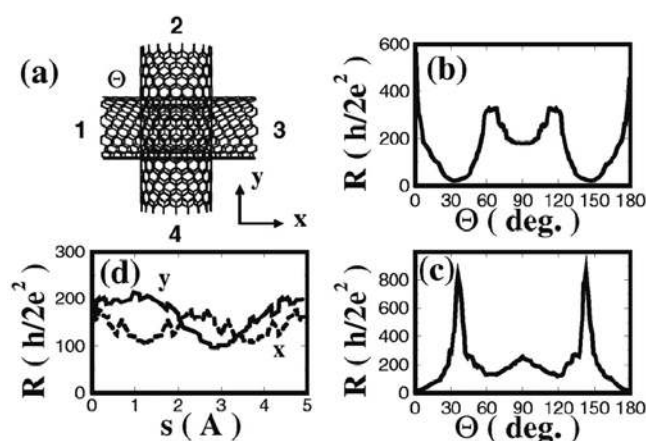 (a)
2
Θ
1
3
y
x
4
(b)
R ( h/2e² )
600
400
200
0
0 30 60 90 120 150 180
Θ ( deg. )
(d)
R ( h/2e² )
300
200
100
0
y
x
0 1 2 3 4 5
s ( A )
(c)
R ( h/2e² )
800
600
400
200
0
0 30 60 90 120 150 180
Θ ( deg. )